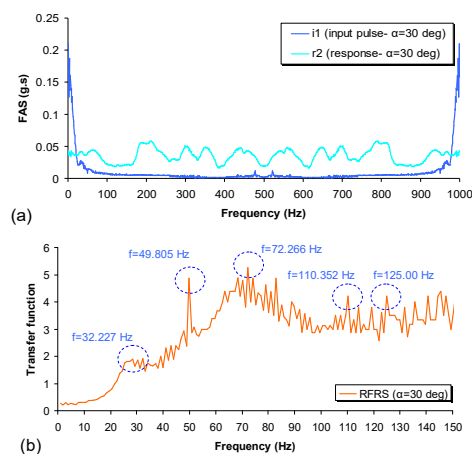 i1 (input pulse- α=30 deg)
r2 (response- α=30 deg)
FAS (g.s)
0.25
0.2
0.15
0.1
0.05
0
0 100 200 300 400 500 600 700 800 900 1000
Frequency (Hz)
(a)
f=49.805 Hz
f=72.266 Hz
f=110.352 Hz
f=125.00 Hz
f=32.227 Hz
Transfer function
6
5
4
3
2
1
0
RFRS (α=30 deg)
0 10 20 30 40 50 60 70 80 90 100 110 120 130 140 150
Frequency (Hz)
(b)